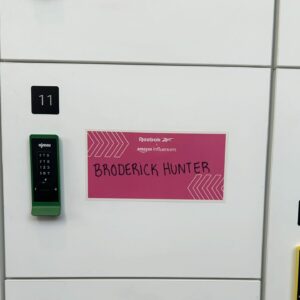 11
Reebok
amazon influencers
BRODERICK HUNTER